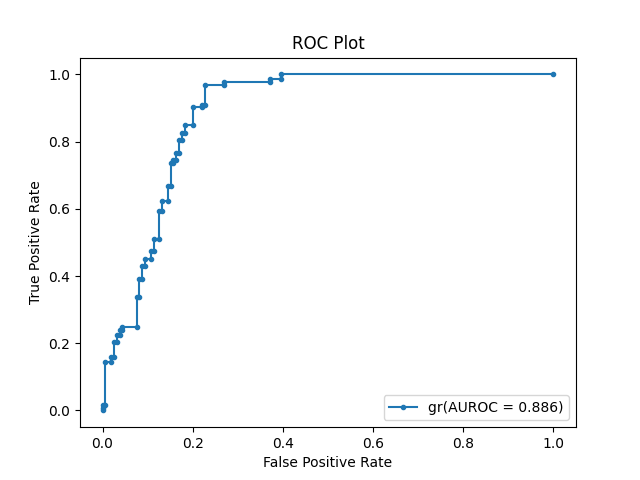 ROC Plot
True Positive Rate
1.0
0.8
0.6
0.4
0.2
0.0
gr(AUROC = 0.886)
0.0 0.2 0.4 0.6 0.8 1.0
False Positive Rate